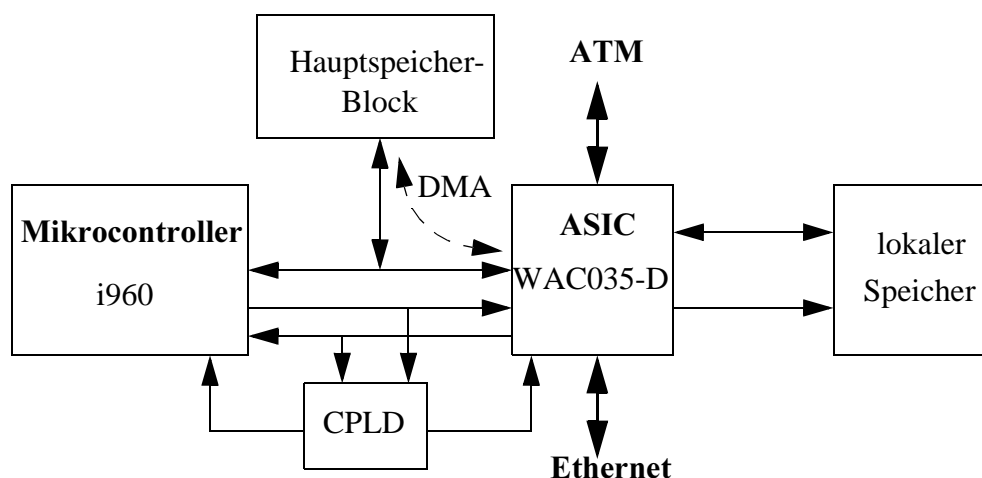 Hauptspeicher-
Block
ATM
DMA
Mikrocontroller
i960
ASIC
WAC035-D
lokaler
Speicher
CPLD
Ethernet